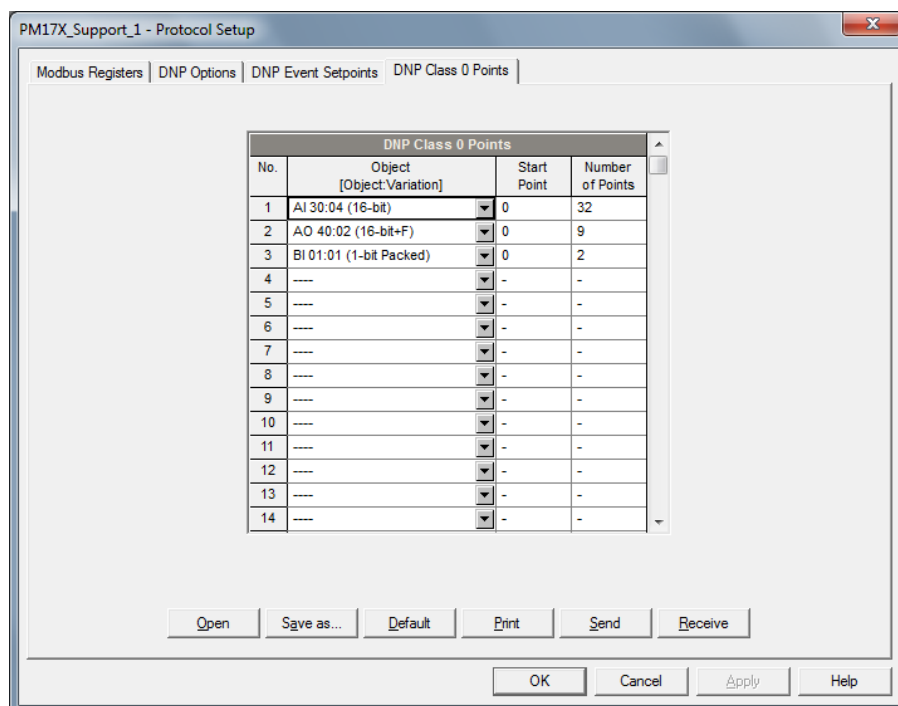 PM17X_Support_1 - Protocol Setup
Modbus Registers DNP Options DNP Event Setpoints DNP Class 0 Points
DNP Class 0 Points
No. Object Start Number
[Object:Variation] Point of Points
1 AI 30:04 (16-bit) 0 32
2 AO 40:02 (16-bit+F) 0 9
3 BI 01:01 (1-bit Packed) 0 2
4 ---- - -
5 ---- - -
6 ---- - -
7 ---- - -
8 ---- - -
9 ---- - -
10 ---- - -
11 ---- - -
12 ---- - -
13 ---- - -
14 ---- - -
Open Save as... Default Print Send Receive
OK Cancel Apply Help